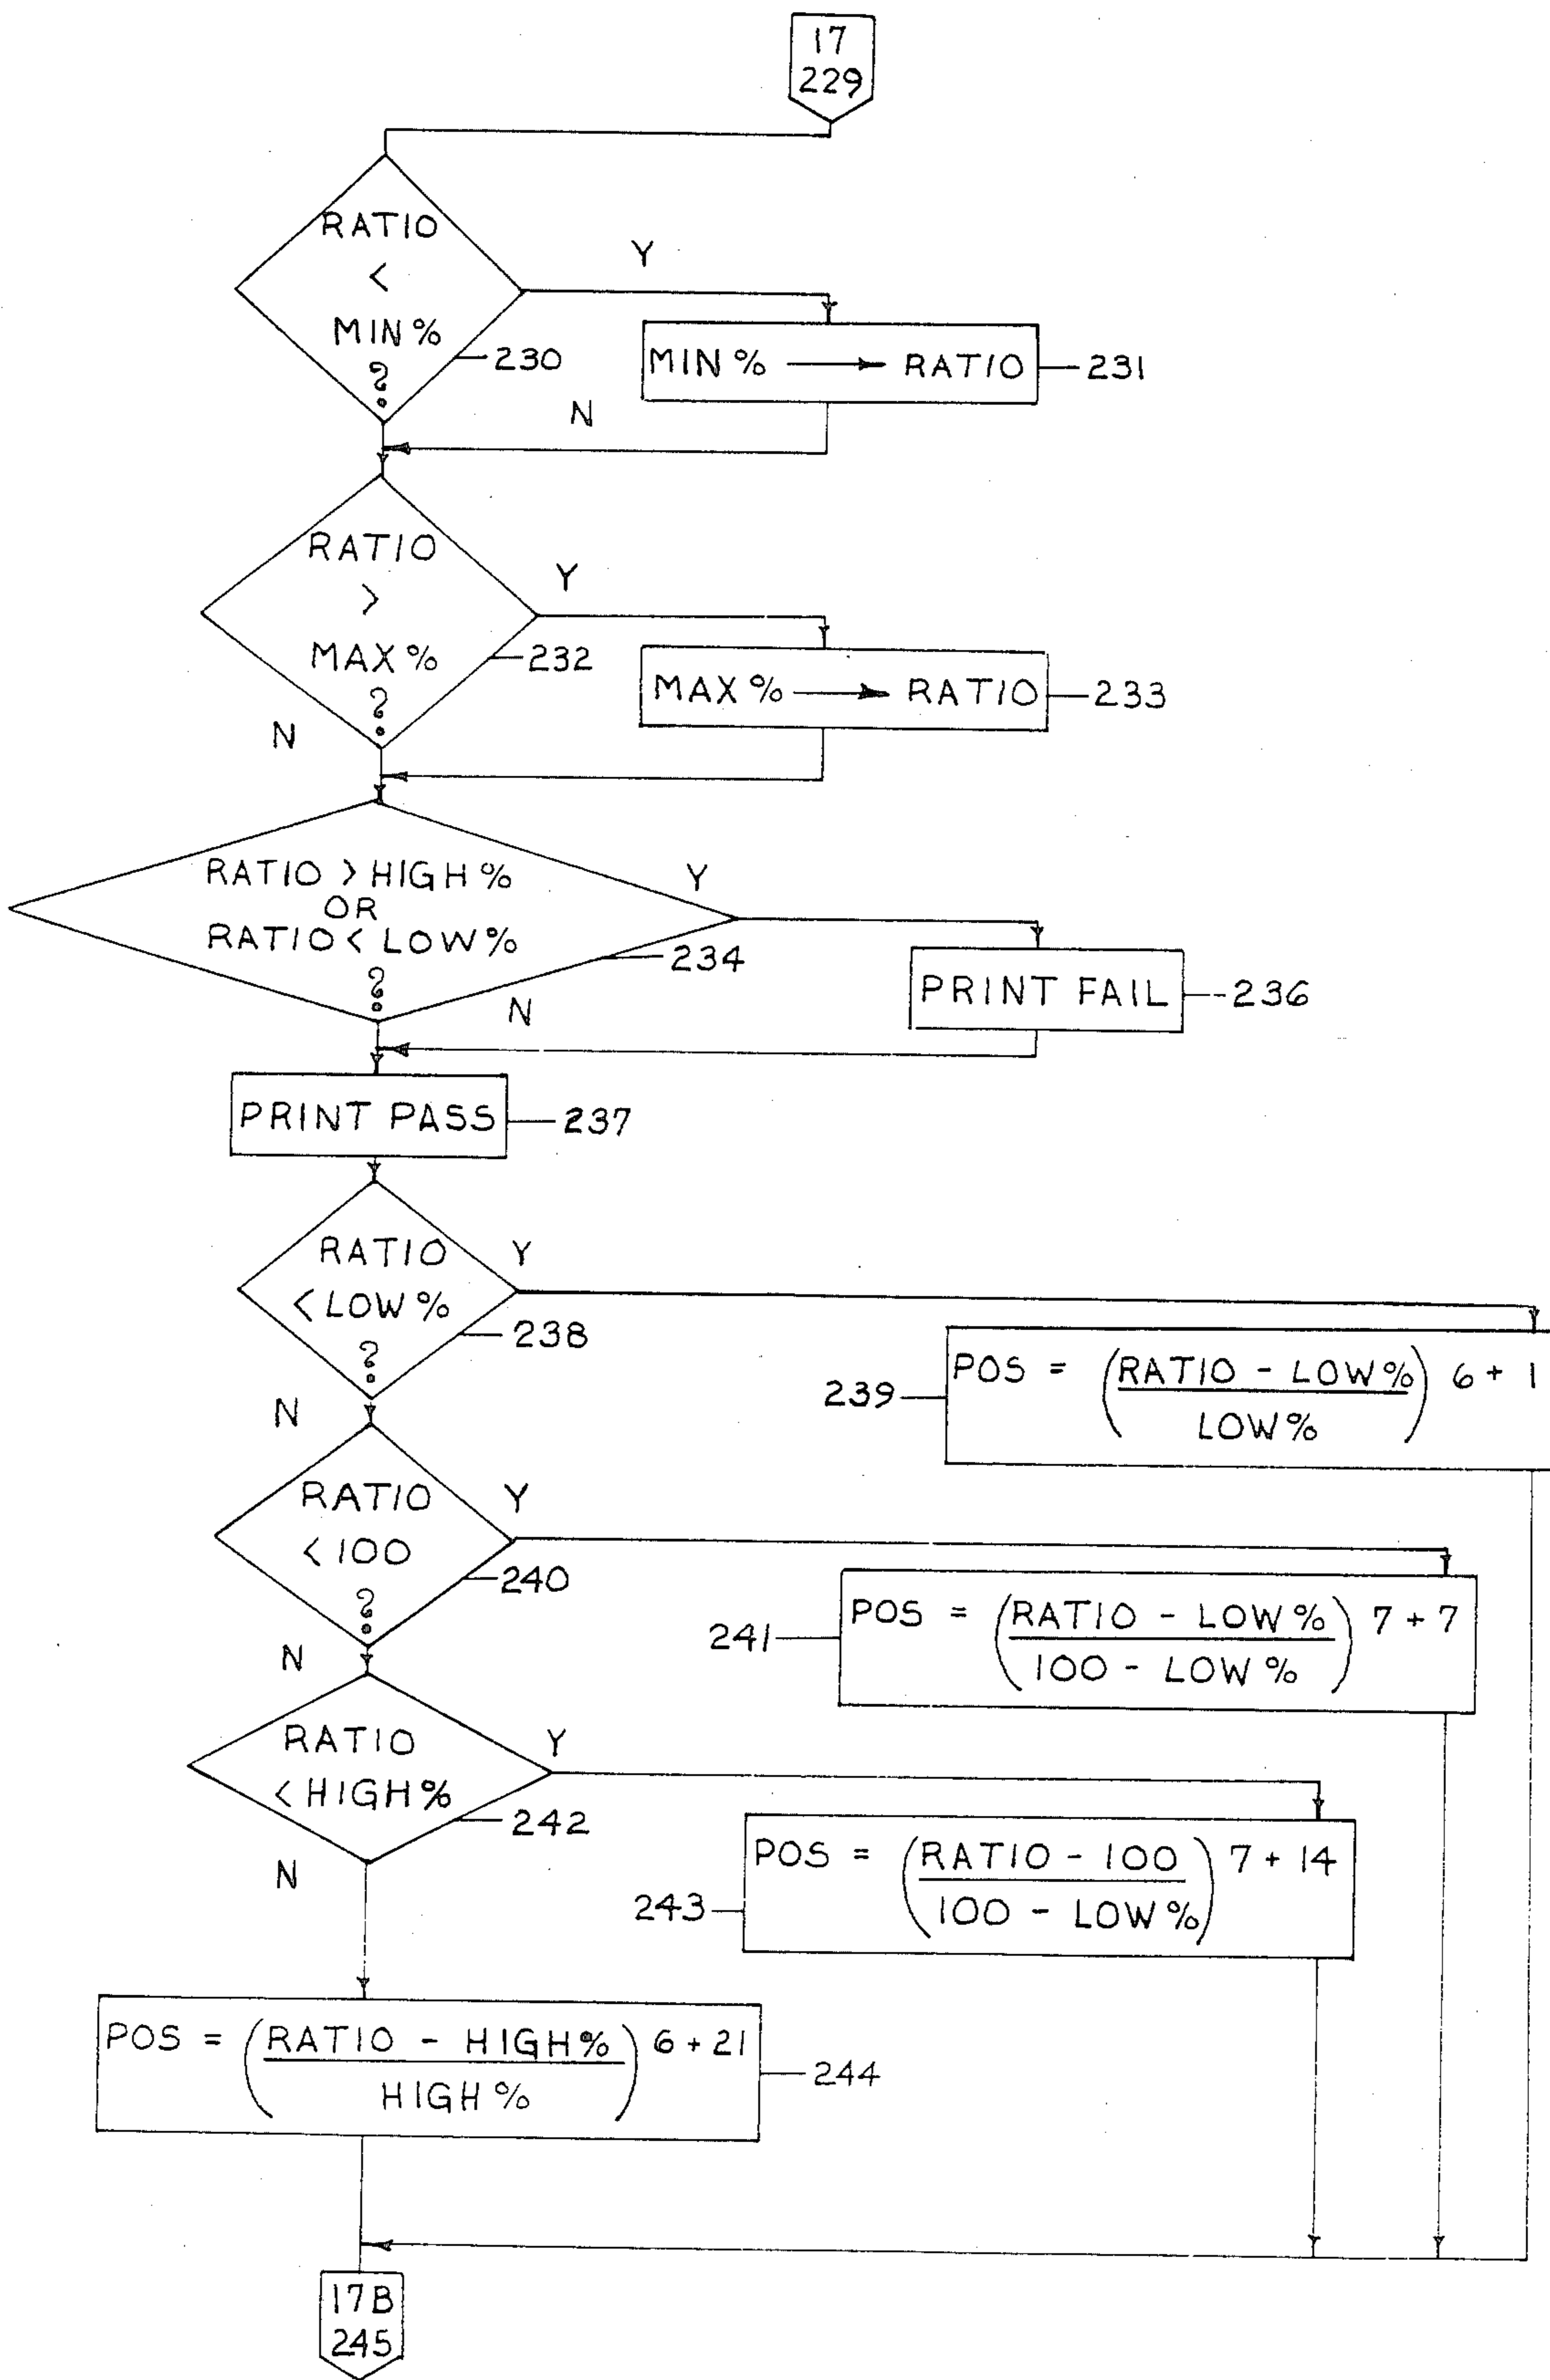 17
229
RATIO
<
MIN%
?
230
Y
N
MIN% → RATIO
231
RATIO
>
MAX%
?
232
Y
N
MAX% → RATIO
233
RATIO > HIGH%
OR
RATIO < LOW%
?
234
Y
N
PRINT FAIL
236
PRINT PASS
237
RATIO
< LOW%
?
238
Y
N
239
POS = (RATIO - LOW%) 6 + 1
LOW%
RATIO
< 100
?
240
Y
N
241
POS = (RATIO - LOW%) 7 + 7
100 - LOW%
RATIO
< HIGH%
242
Y
N
243
POS = (RATIO - 100) 7 + 14
100 - LOW%
POS = (RATIO - HIGH%) 6 + 21
HIGH%
244
17B
245